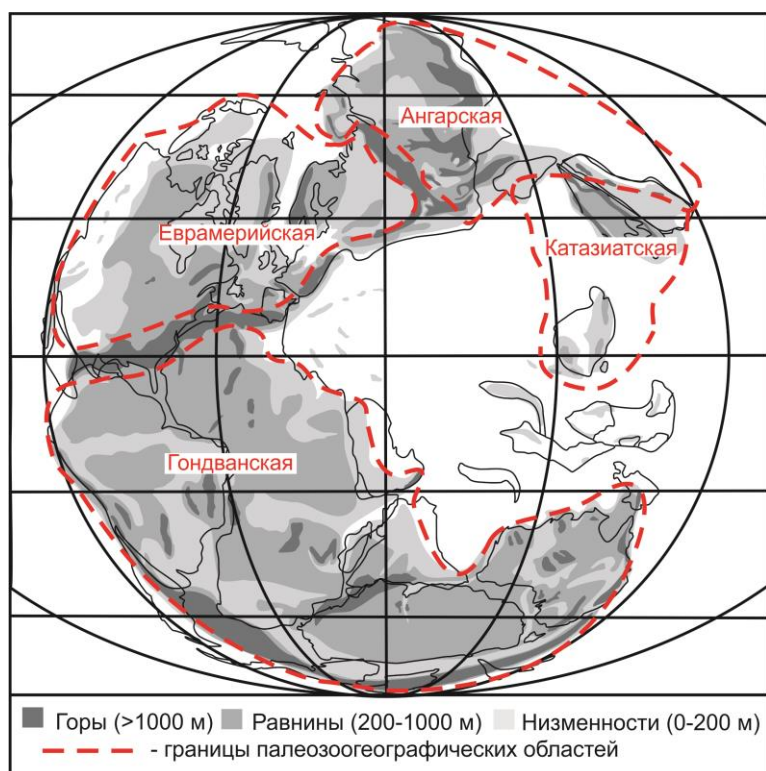 Ангарская
Еврамерийская
Катазиатская
Гондванская
Горы (>1000 м) Равнины (200-1000 м) Низменности (0-200 м)
- границы палеозоогеографических областей